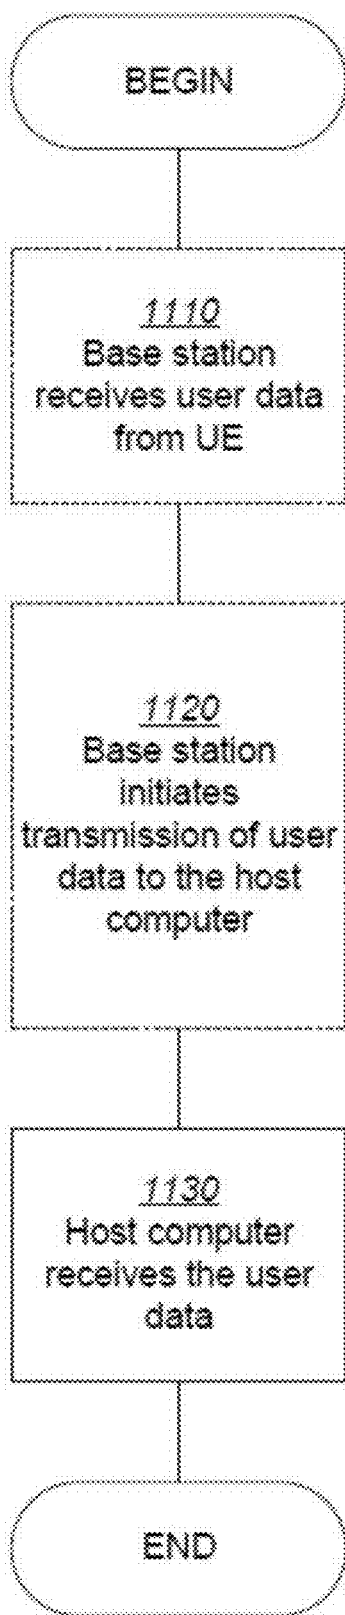 BEGIN
1110
Base station
receives user data
from UE
1120
Base station
initiates
transmission of user
data to the host
computer
1130
Host computer
receives the user
data
END